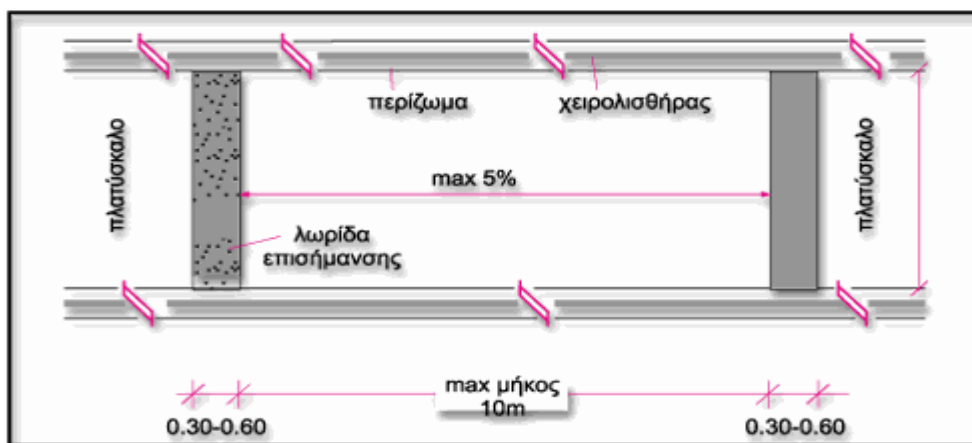 περίζωμα
χειρολισθήρας
πλατύσκαλο
max 5%
πλατύσκαλο
λωρίδα
επισήμανσης
max μήκος
10m
0.30-0.60
0.30-0.60